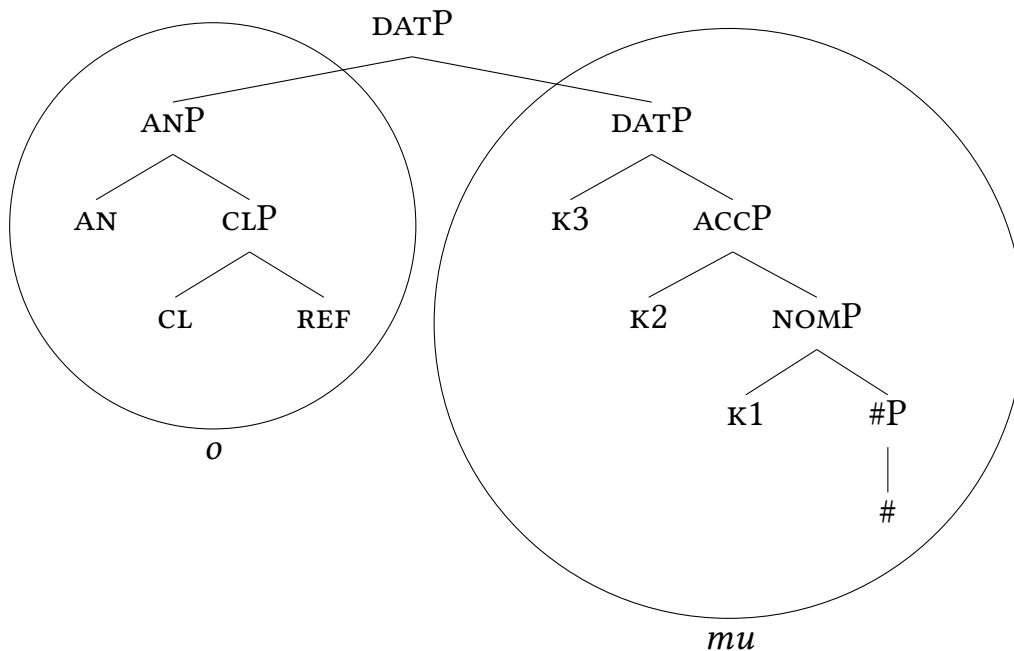 DATP
ANP DATP
AN CLP K3 ACCP
CL REF K2 NOMP
K1 #P
o
#
mu